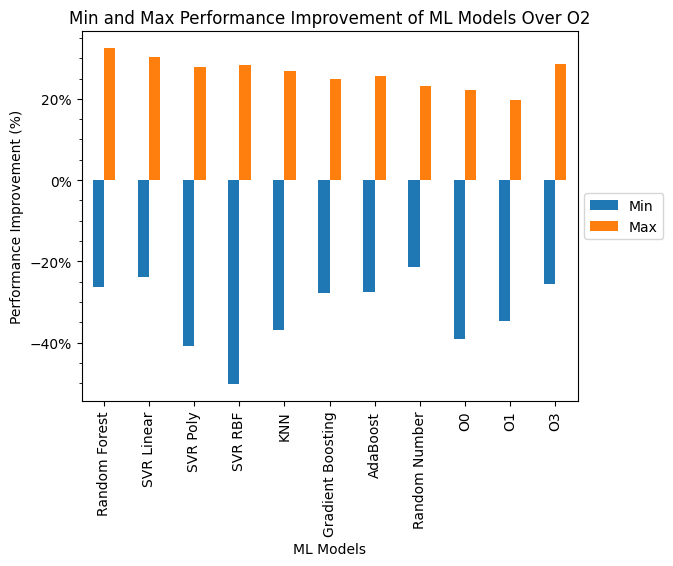 Min and Max Performance Improvement of ML Models Over O2
Performance Improvement (%)
20%
0%
−20%
−40%
Min
Max
Random Forest
SVR Linear
SVR Poly
SVR RBF
KNN
Gradient Boosting
AdaBoost
Random Number
O0
O1
O3
ML Models